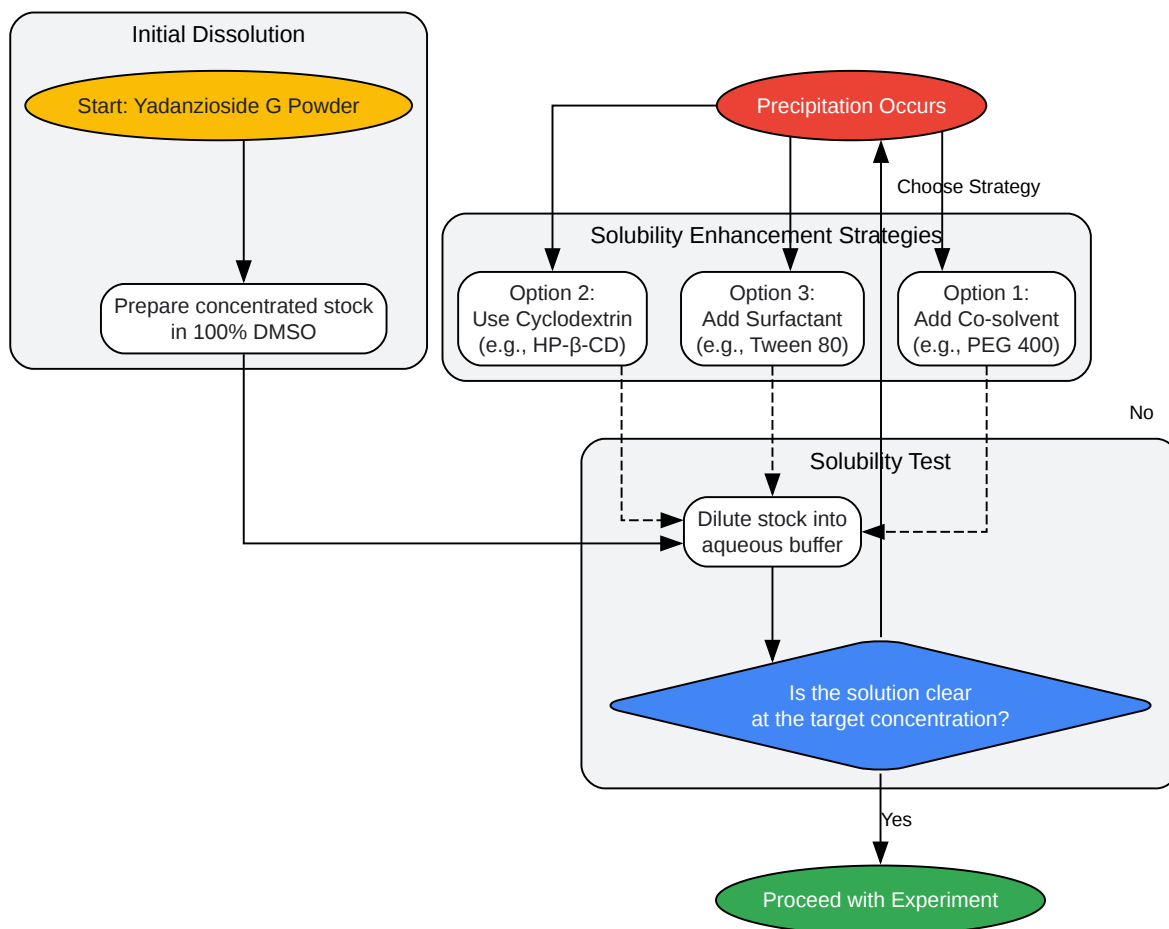 Initial Dissolution
Start: Yadanzioside G Powder
Prepare concentrated stock
in 100% DMSO
Precipitation Occurs
Choose Strategy
Solubility Enhancement Strategies
Option 2:
Use Cyclodextrin
(e.g., HP-β-CD)
Option 3:
Add Surfactant
(e.g., Tween 80)
Option 1:
Add Co-solvent
(e.g., PEG 400)
No
Solubility Test
Dilute stock into
aqueous buffer
Is the solution clear
at the target concentration?
Yes
Proceed with Experiment